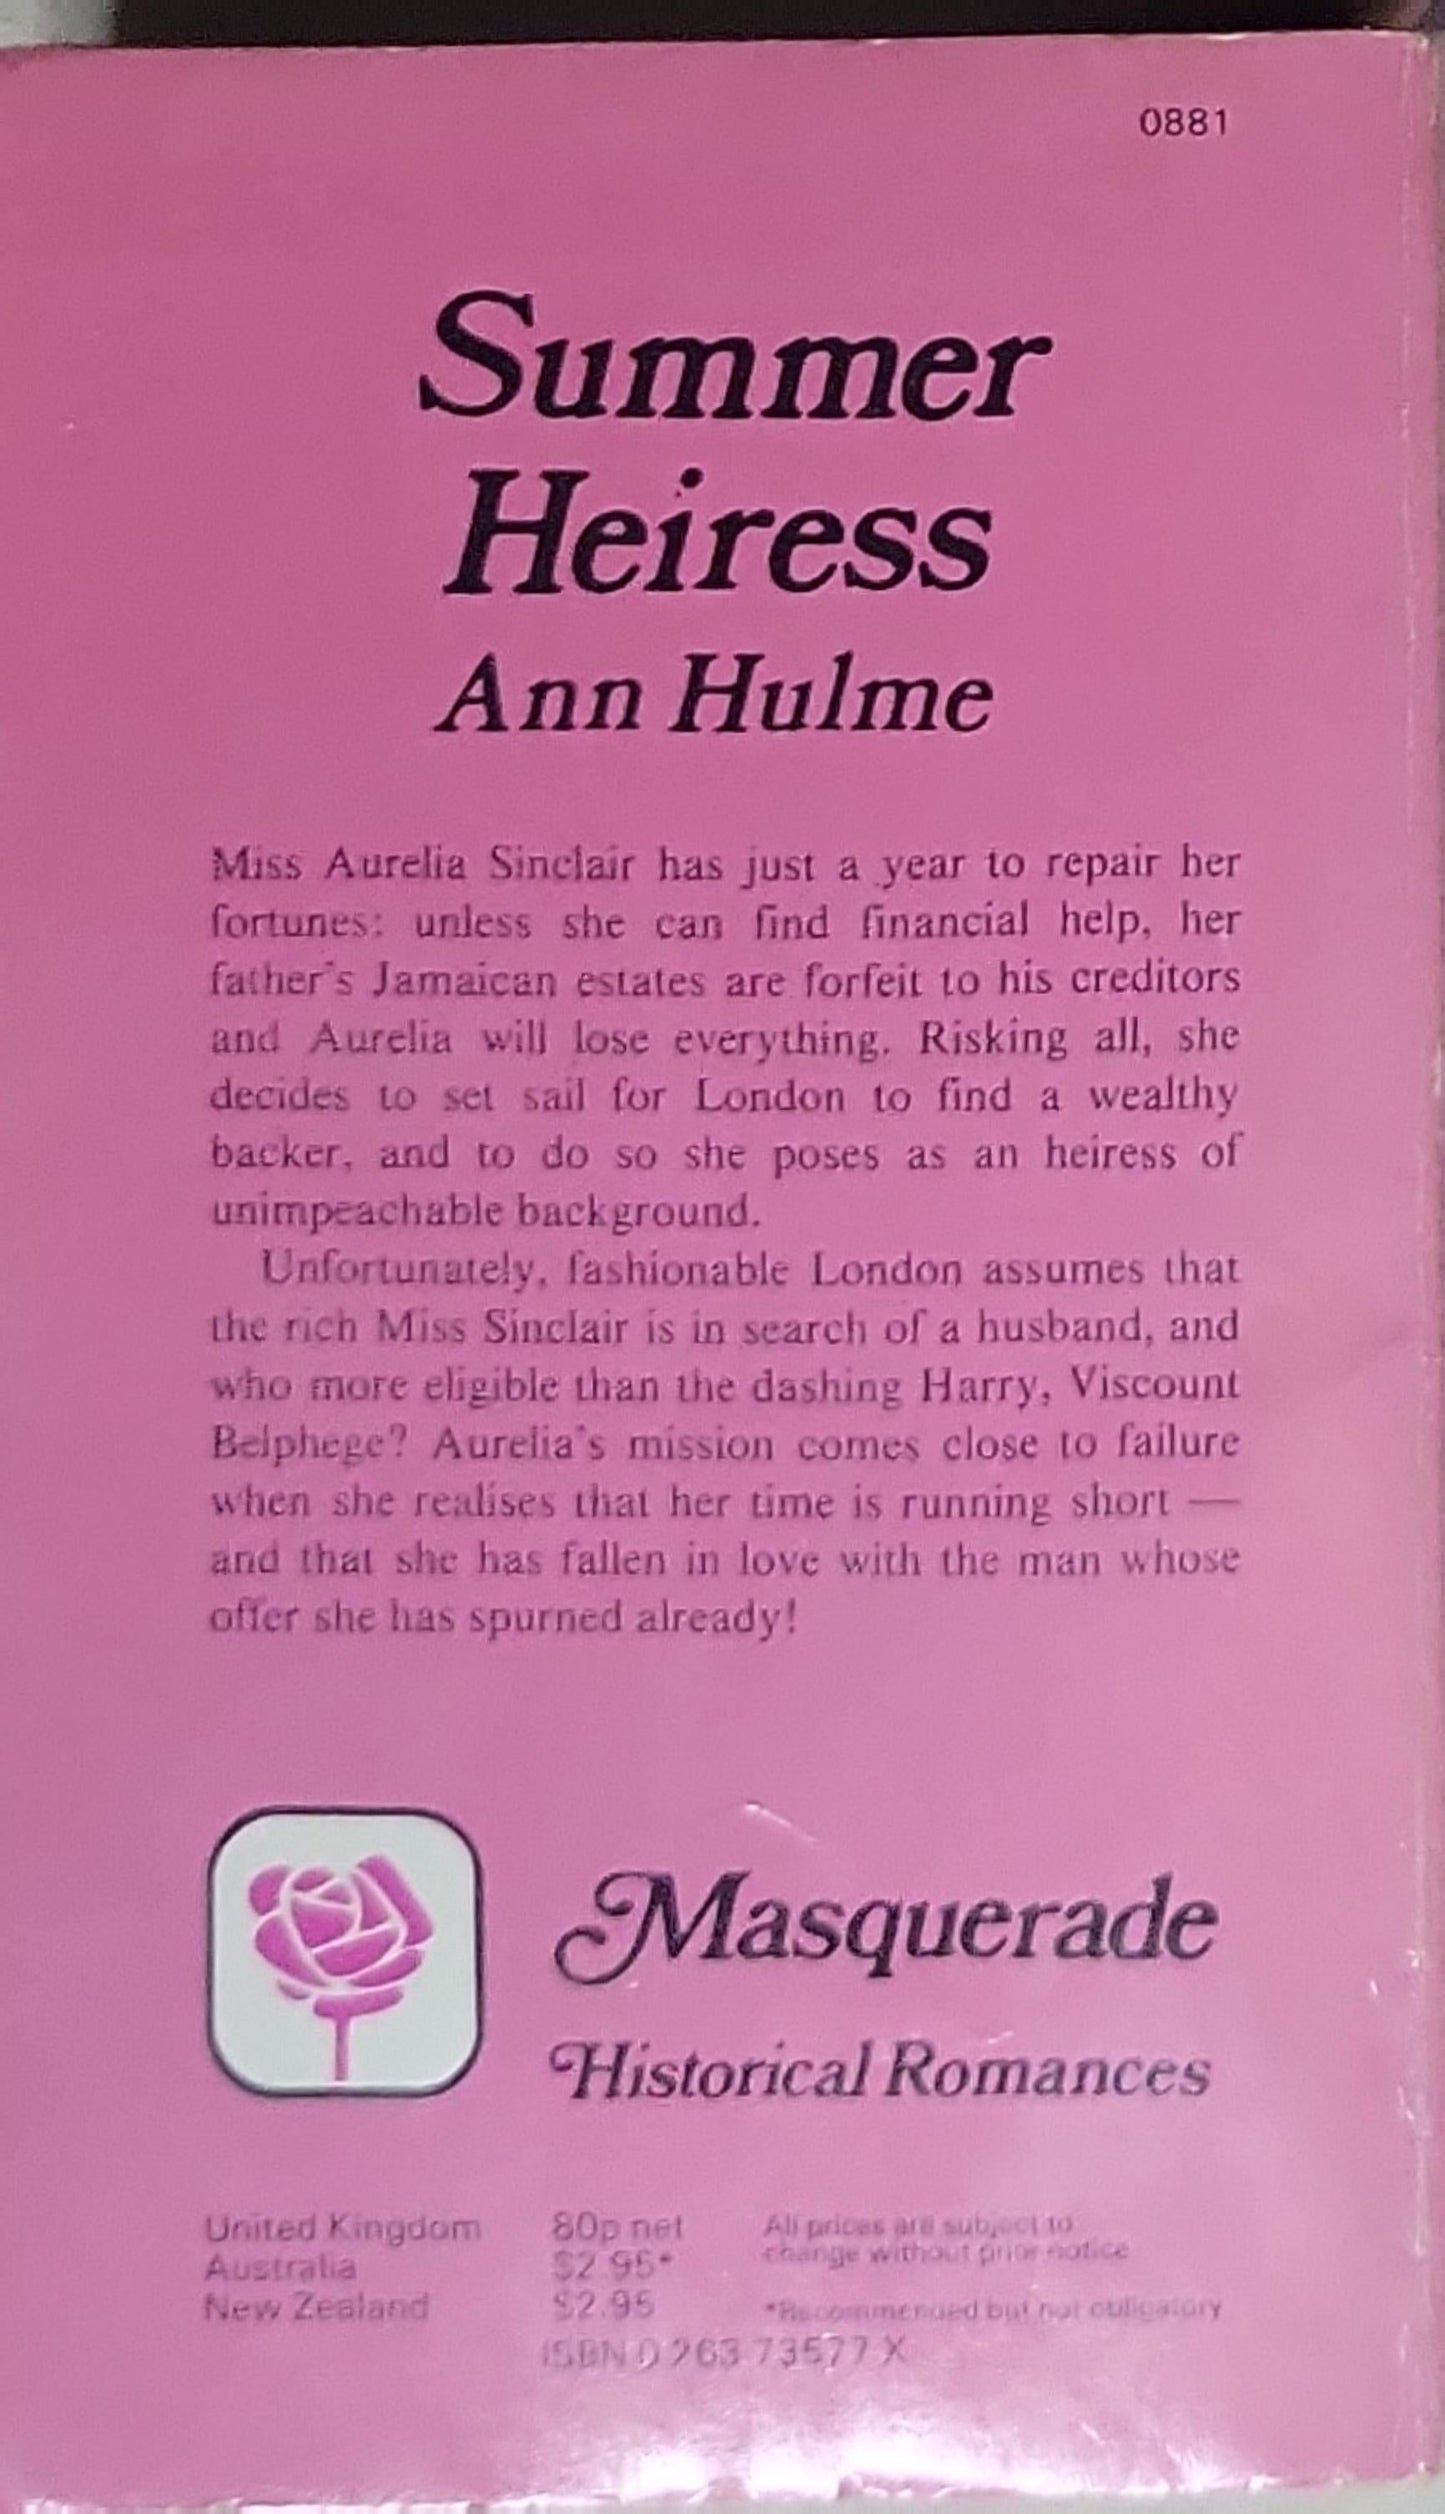 0881
Summer
Heiress
Ann Hulme
Miss Aurelia Sinclair has just a year to repair her
fortunes: unless she can find financial help, her
father's Jamaican estates are forfeit to his creditors
and Aurelia will lose everything. Risking all, she
decides to set sail for London to find a wealthy
backer, and to do so she poses as an heiress of
unimpeachable background.
Unfortunately, fashionable London assumes that
the rich Miss Sinclair is in search of a husband, and
who more eligible than the dashing Harry, Viscount
Belphege? Aurelia's mission comes close to failure
when she realises that her time is running short —
and that she has fallen in love with the man whose
offer she has spurned already!
Masquerade
Historical Romances
United Kingdom 80p net All prices are subject to
Australia $2.95* change without prior notice
New Zealand $2.95 *Recommended but not obligatory
ISBN 0 263 73577 X